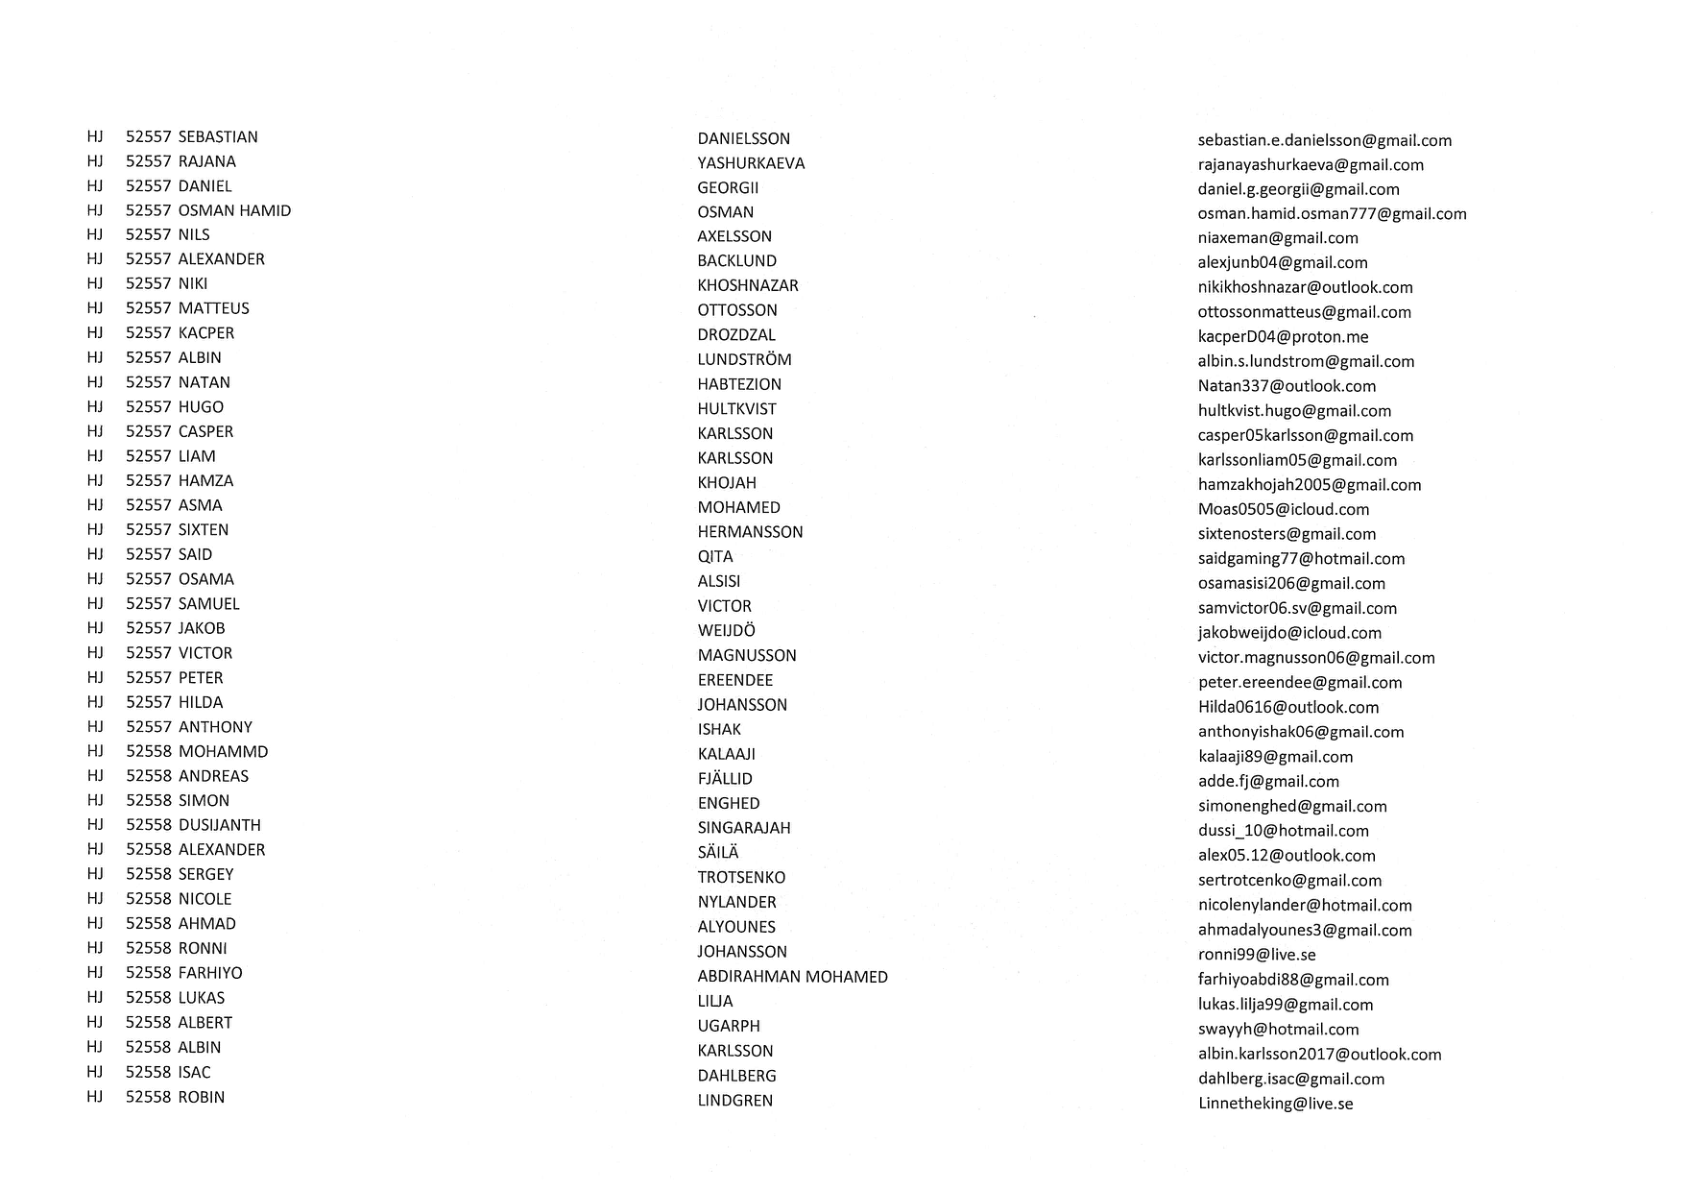 HJ 52557 SEBASTIAN DANIELSSON sebastian.e.danielsson@gmail.com
HJ 52557 RAJANA YASHURKAEVA rajanayashurkaeva@gmail.com
HJ 52557 DANIEL GEORGII daniel.g.georgii@gmail.com
HJ 52557 OSMAN HAMID OSMAN osman.hamid.osman777@gmail.com
HJ 52557 NILS AXELSSON niaxeman@gmail.com
HJ 52557 ALEXANDER BACKLUND alexjunb04@gmail.com
HJ 52557 NIKI KHOSHNAZAR nikikhoshnazar@outlook.com
HJ 52557 MATTEUS OTTOSSON ottossonmatteus@gmail.com
HJ 52557 KACPER DROZDZAL kacperD04@proton.me
HJ 52557 ALBIN LUNDSTRÖM albin.s.lundstrom@gmail.com
HJ 52557 NATAN HABTEZION Natan337@outlook.com
HJ 52557 HUGO HULTKVIST hultkvist.hugo@gmail.com
HJ 52557 CASPER KARLSSON casper05karlsson@gmail.com
HJ 52557 LIAM KARLSSON karlssonliam05@gmail.com
HJ 52557 HAMZA KHOJAH hamzakhojah2005@gmail.com
HJ 52557 ASMA MOHAMED Moas0505@icloud.com
HJ 52557 SIXTEN HERMANSSON sixtenosters@gmail.com
HJ 52557 SAID QITA saidgaming77@hotmail.com
HJ 52557 OSAMA ALSISI osamasisi206@gmail.com
HJ 52557 SAMUEL VICTOR samvictor06.sv@gmail.com
HJ 52557 JAKOB WEIJDÖ jakobweijdo@icloud.com
HJ 52557 VICTOR MAGNUSSON victor.magnusson06@gmail.com
HJ 52557 PETER EREENDEE peter.ereendee@gmail.com
HJ 52557 HILDA JOHANSSON Hilda0616@outlook.com
HJ 52557 ANTHONY ISHAK anthonyishak06@gmail.com
HJ 52558 MOHAMMD KALAAJI kalaaji89@gmail.com
HJ 52558 ANDREAS FJÄLLID adde.fj@gmail.com
HJ 52558 SIMON ENGHED simonenghed@gmail.com
HJ 52558 DUSIJANTH SINGARAJAH dussi_10@hotmail.com
HJ 52558 ALEXANDER SÄILÄ alex05.12@outlook.com
HJ 52558 SERGEY TROTSENKO sertrotcenko@gmail.com
HJ 52558 NICOLE NYLANDER nicolenylander@hotmail.com
HJ 52558 AHMAD ALYOUNES ahmadalyounes3@gmail.com
HJ 52558 RONNI JOHANSSON ronni99@live.se
HJ 52558 FARHIYO ABDIRAHMAN MOHAMED farhiyoabdi88@gmail.com
HJ 52558 LUKAS LILJA lukas.lilja99@gmail.com
HJ 52558 ALBERT UGARPH swayyh@hotmail.com
HJ 52558 ALBIN KARLSSON albin.karlsson2017@outlook.com
HJ 52558 ISAC DAHLBERG dahlberg.isac@gmail.com
HJ 52558 ROBIN LINDGREN Linnetheking@live.se